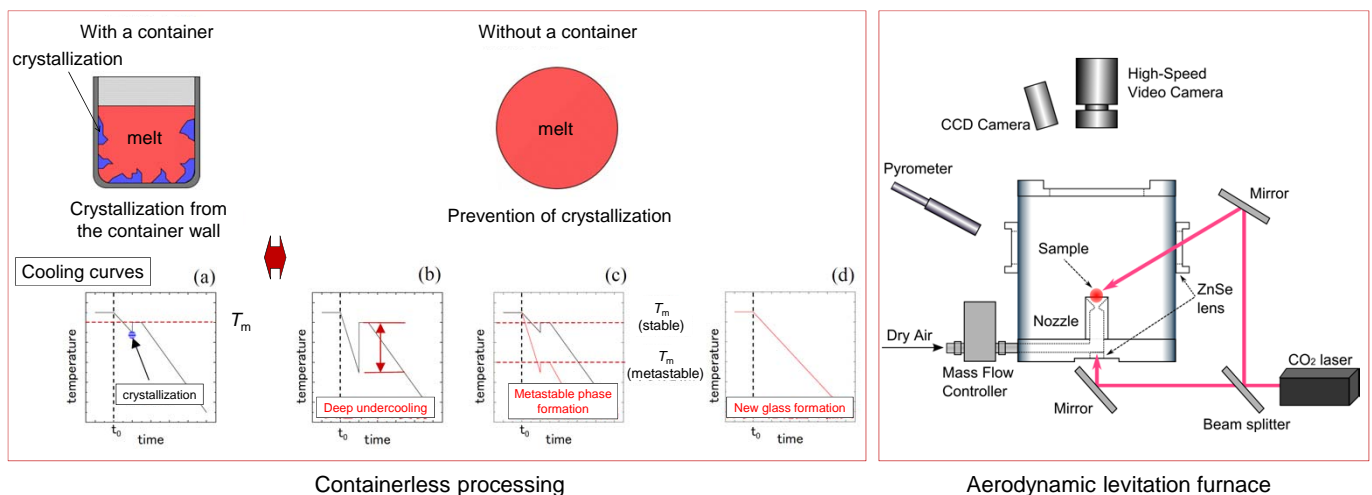 With a container
crystallization
melt
Crystallization from
the container wall
Without a container
melt
Prevention of crystallization
Cooling curves
(a)
temperature
crystallization
t0
time
Tm
(b)
temperature
Deep undercooling
t0
time
(c)
temperature
Metastable phase
formation
t0
time
Tm
(stable)
Tm
(metastable)
(d)
temperature
New glass formation
t0
time
Containerless processing
High-Speed
Video Camera
CCD Camera
Pyrometer
Mirror
Sample
ZnSe
lens
Nozzle
Dry Air
Mass Flow
Controller
CO2 laser
Mirror
Beam splitter
Aerodynamic levitation furnace